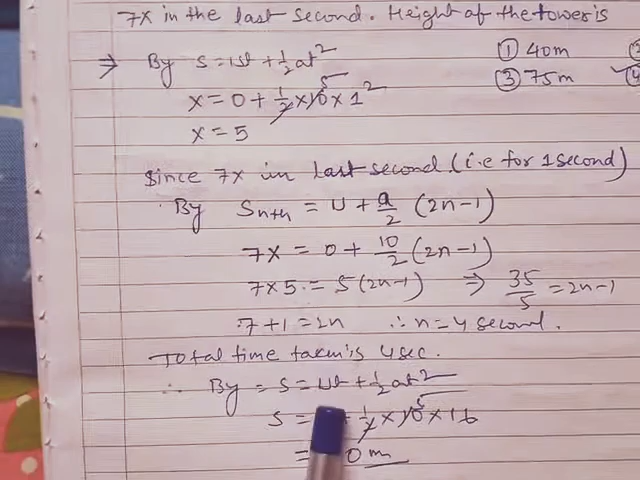 7x in the last second. Height of the tower is
⇒ By S=ut+½at² ① 40m
x=0+½×10×1² 5 ③ 75m
x=5
Since 7x in last second (i.e for 1 second)
By Sₙₜₕ = U + a/2 (2n-1)
7x = 0 + 10/2 (2n-1)
7×5 = 5(2n-1) ⇒ 35/5 = 2n-1
7+1=2n ∴ n=4 second.
Total time taken is 4 sec.
∴ By = S=ut+½at²
S = + ½ × 10 × 16 5
= 0 m